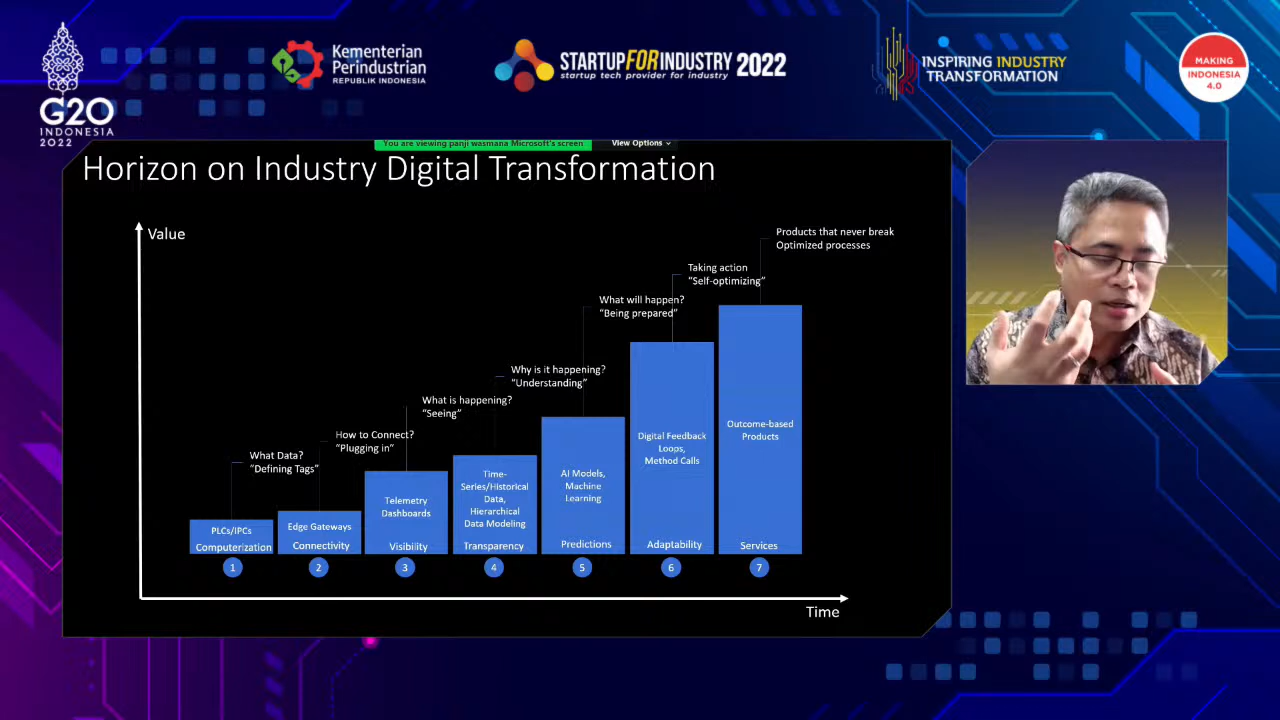 G20
INDONESIA
2022
Kementerian
Perindustrian
REPUBLIK INDONESIA
STARTUPFORINDUSTRY 2022
startup tech provider for industry
INSPIRING INDUSTRY
TRANSFORMATION
MAKING
INDONESIA
4.0
You are viewing panji wasmana Microsoft's screen
View Options
Horizon on Industry Digital Transformation
Value
Products that never break
Optimized processes
Taking action
"Self-optimizing"
What will happen?
"Being prepared"
Why is it happening?
"Understanding"
What is happening?
"Seeing"
How to Connect?
"Plugging in"
What Data?
"Defining Tags"
PLCs/IPCs
Computerization
1
Edge Gateways
Connectivity
2
Telemetry
Dashboards
Visibility
3
Time-
Series/Historical
Data,
Hierarchical
Data Modeling
Transparency
4
AI Models,
Machine
Learning
Predictions
5
Digital Feedback
Loops,
Method Calls
Adaptability
6
Outcome-based
Products
Services
7
Time